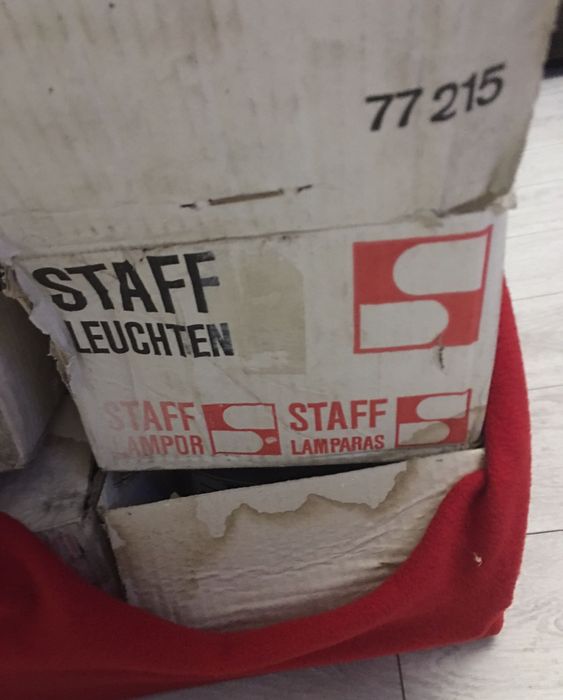 77 215
STAFF
LEUCHTEN
STAFF
LAMPOR
STAFF
LAMPARAS